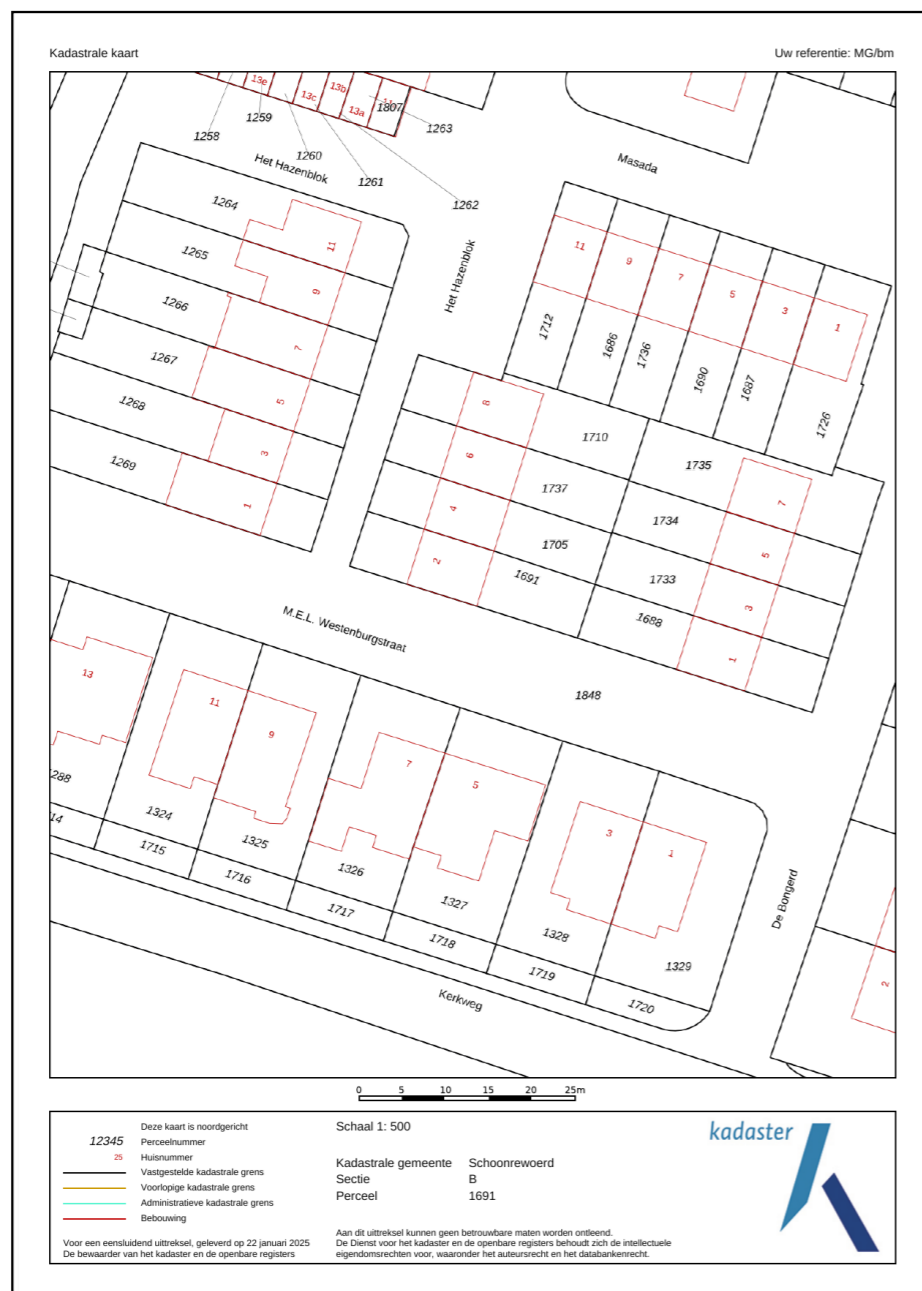 Kadastrale kaart
Uw referentie: MG/bm
13e
13c
13b
13a
1807
1258
1259
1260
1261
1262
1263
Het Hazenblok
Masada
1264
1265
1266
1267
1268
1269
11
9
7
5
3
1
Het Hazenblok
11
9
7
5
3
1
1712
1686
1736
1690
1687
1726
8
6
4
2
1710
1737
1705
1691
1735
1734
1733
1688
7
5
3
1
M.E.L. Westenburgstraat
1848
13
11
9
7
5
3
1
1324
1325
1326
1327
1328
1329
1715
1716
1717
1718
1719
1720
De Bongerd
2
Kerkweg
0 5 10 15 20 25m
Deze kaart is noordgericht
12345 Perceelnummer
25 Huisnummer
Vastgestelde kadastrale grens
Voorlopige kadastrale grens
Administratieve kadastrale grens
Bebouwing
Voor een eensluidend uittreksel, geleverd op 22 januari 2025
De bewaarder van het kadaster en de openbare registers
Schaal 1: 500
Kadastrale gemeente Schoonrewoerd
Sectie B
Perceel 1691
Aan dit uittreksel kunnen geen betrouwbare maten worden ontleend.
De Dienst voor het kadaster en de openbare registers behoudt zich de intellectuele
eigendomsrechten voor, waaronder het auteursrecht en het databankenrecht.
kadaster